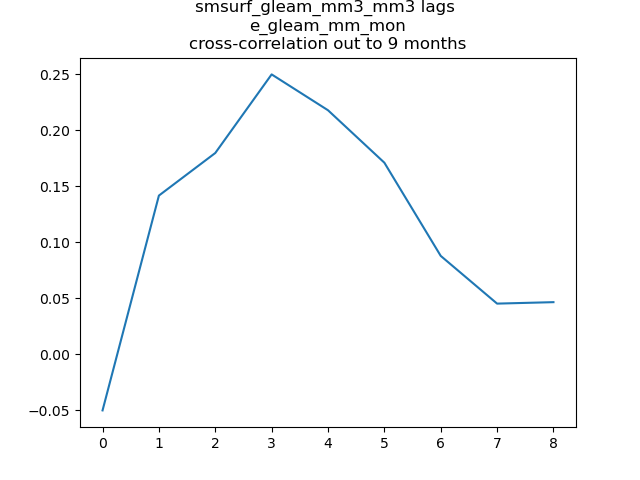 smsurf_gleam_mm3_mm3 lags
e_gleam_mm_mon
cross-correlation out to 9 months
0.25
0.20
0.15
0.10
0.05
0.00
−0.05
0 1 2 3 4 5 6 7 8